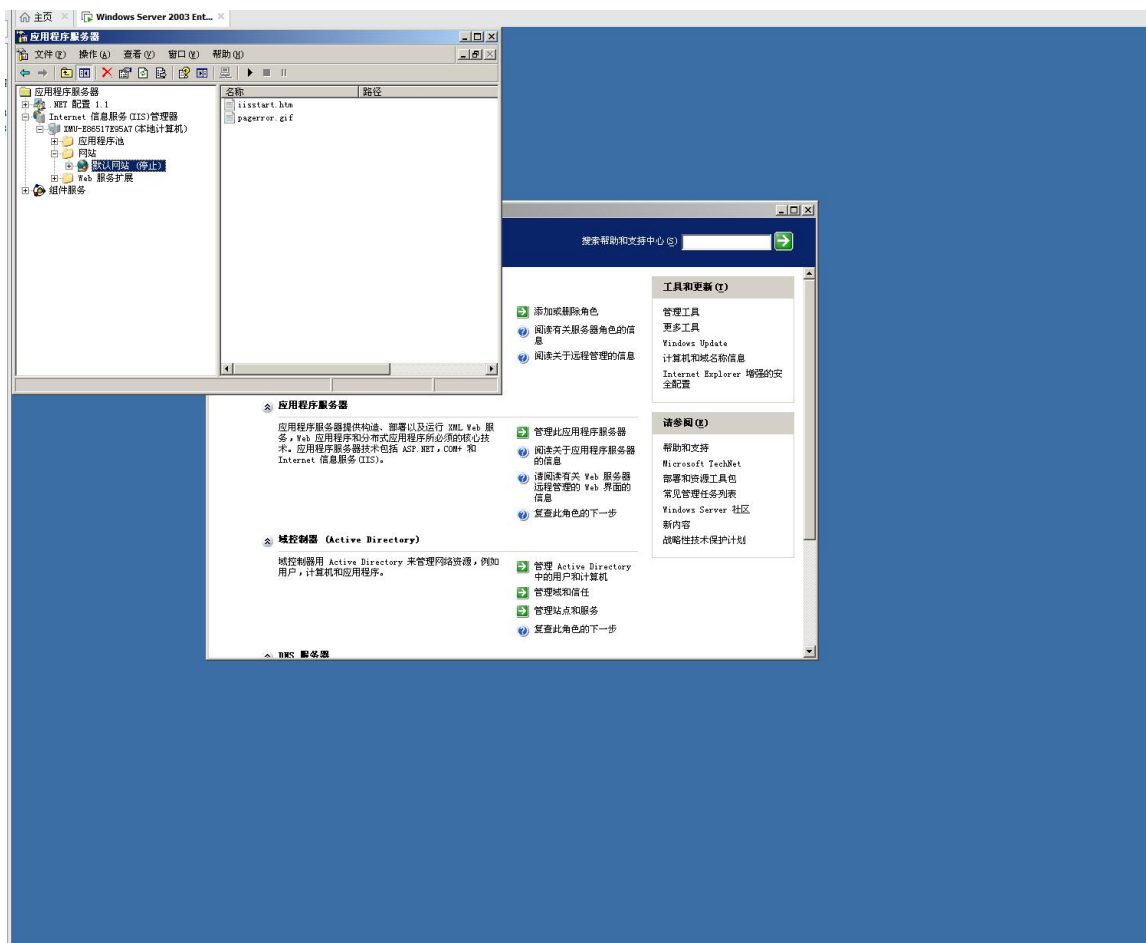 主页
Windows Server 2003 Ent...
应用程序服务器
文件(F) 操作(A) 查看(V) 窗口(W) 帮助(H)
应用程序服务器
.NET 配置 1.1
Internet 信息服务(IIS)管理器
XMU-E86517E95A7(本地计算机)
应用程序池
网站
默认网站 (停止)
Web 服务扩展
组件服务
名称 路径
iisstart.htm
pagerror.gif
搜索帮助和支持中心(S)
添加或删除角色
阅读有关服务器角色的信
息
阅读关于远程管理的信息
工具和更新(T)
管理工具
更多工具
Windows Update
计算机和域名称信息
Internet Explorer 增强的安
全配置
应用程序服务器
应用程序服务器提供构造、部署以及运行 XML Web 服
务，Web 应用程序和分布式应用程序所必须的核心技
术。应用程序服务器技术包括 ASP.NET，COM+ 和
Internet 信息服务(IIS)。
管理此应用程序服务器
阅读关于应用程序服务器
的信息
请阅读有关 Web 服务器
远程管理的 Web 界面的
信息
复查此角色的下一步
请参阅(E)
帮助和支持
Microsoft TechNet
部署和资源工具包
常见管理任务列表
Windows Server 社区
新内容
战略性技术保护计划
域控制器 (Active Directory)
域控制器用 Active Directory 来管理网络资源，例如
用户，计算机和应用程序。
管理 Active Directory
中的用户和计算机
管理域和信任
管理站点和服务
复查此角色的下一步
DNS 服务器